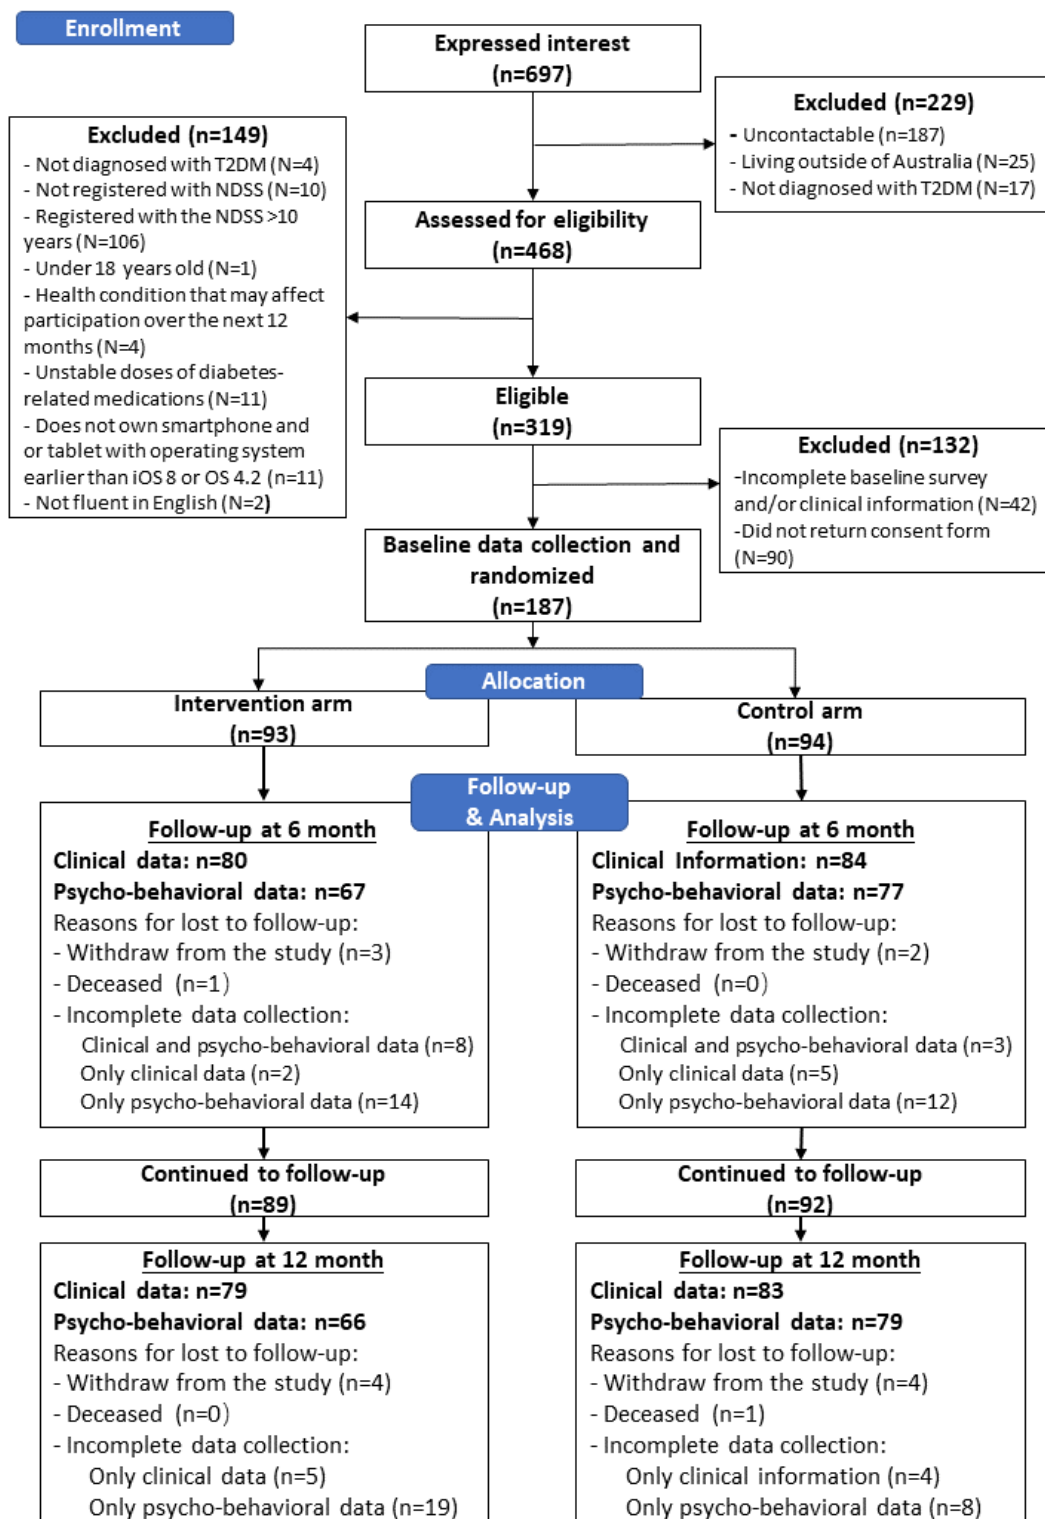 Enrollment
Expressed interest
(n=697)
Excluded (n=229)
- Uncontactable (n=187)
- Living outside of Australia (N=25)
- Not diagnosed with T2DM (N=17)
Excluded (n=149)
- Not diagnosed with T2DM (N=4)
- Not registered with NDSS (N=10)
- Registered with the NDSS >10
years (N=106)
- Under 18 years old (N=1)
- Health condition that may affect
participation over the next 12
months (N=4)
- Unstable doses of diabetes-
related medications (N=11)
- Does not own smartphone and
or tablet with operating system
earlier than iOS 8 or OS 4.2 (n=11)
- Not fluent in English (N=2)
Assessed for eligibility
(n=468)
Eligible
(n=319)
Excluded (n=132)
-Incomplete baseline survey
and/or clinical information (N=42)
-Did not return consent form
(N=90)
Baseline data collection and
randomized
(n=187)
Allocation
Intervention arm
(n=93)
Control arm
(n=94)
Follow-up
& Analysis
Follow-up at 6 month
Clinical data: n=80
Psycho-behavioral data: n=67
Reasons for lost to follow-up:
- Withdraw from the study (n=3)
- Deceased (n=1)
- Incomplete data collection:
Clinical and psycho-behavioral data (n=8)
Only clinical data (n=2)
Only psycho-behavioral data (n=14)
Follow-up at 6 month
Clinical Information: n=84
Psycho-behavioral data: n=77
Reasons for lost to follow-up:
- Withdraw from the study (n=2)
- Deceased (n=0)
- Incomplete data collection:
Clinical and psycho-behavioral data (n=3)
Only clinical data (n=5)
Only psycho-behavioral data (n=12)
Continued to follow-up
(n=89)
Continued to follow-up
(n=92)
Follow-up at 12 month
Clinical data: n=79
Psycho-behavioral data: n=66
Reasons for lost to follow-up:
- Withdraw from the study (n=4)
- Deceased (n=0)
- Incomplete data collection:
Only clinical data (n=5)
Only psycho-behavioral data (n=19)
Follow-up at 12 month
Clinical data: n=83
Psycho-behavioral data: n=79
Reasons for lost to follow-up:
- Withdraw from the study (n=4)
- Deceased (n=1)
- Incomplete data collection:
Only clinical information (n=4)
Only psycho-behavioral data (n=8)